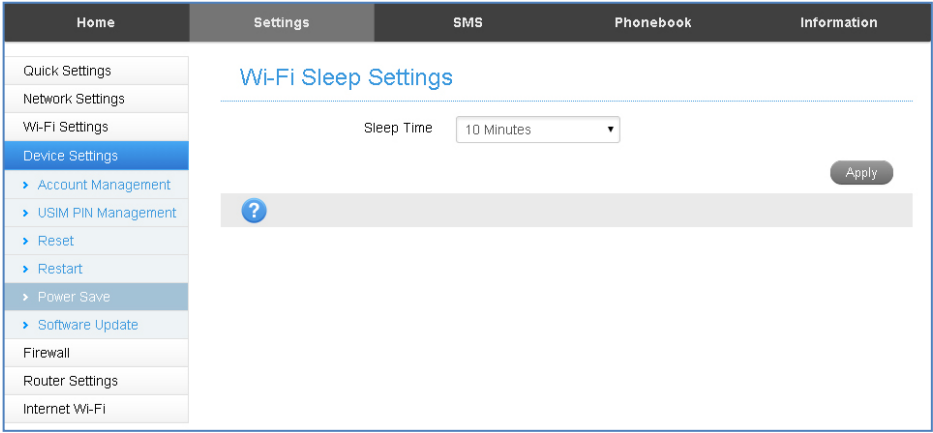 Home Settings SMS Phonebook Information
Quick Settings
Network Settings
Wi-Fi Settings
Device Settings
Account Management
USIM PIN Management
Reset
Restart
Power Save
Software Update
Firewall
Router Settings
Internet Wi-Fi
Wi-Fi Sleep Settings
Sleep Time 10 Minutes
Apply
?